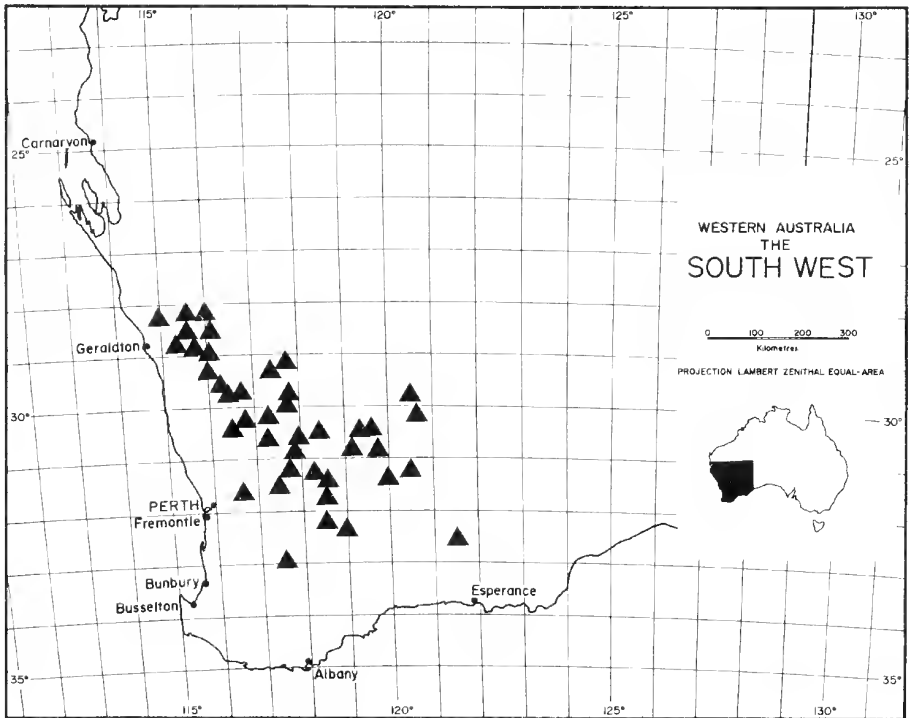 115°
120°
125°
130°
Carnarvon
25°
25°
WESTERN AUSTRALIA
THE
SOUTH WEST
0 100 200 300
Kilometres
PROJECTION LAMBERT ZENITHAL EQUAL-AREA
Geraldton
30°
30°
PERTH
Fremontle
Bunbury
Busselton
Esperance
Albany
35°
35°
115°
120°
125°
130°